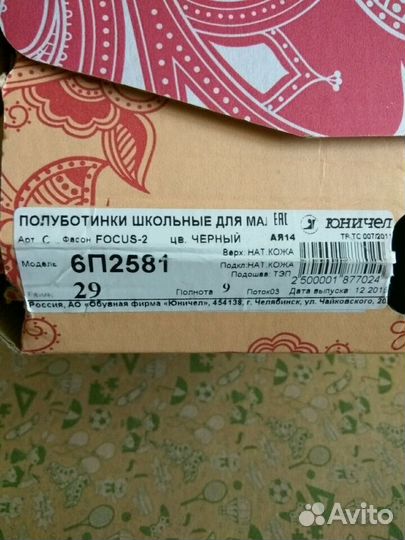 ПОЛУБОТИНКИ ШКОЛЬНЫЕ ДЛЯ МА EAC ЮНИЧЕЛ
Арт С Фасон FOCUS-2 цв. ЧЕРНЫЙ АЯ14 ТР ТС 007/201
Модель 6П2581 Верх: НАТ.КОЖА
Подкл: НАТ.КОЖА
Подошва: ТЭП
2 500001 877024
29 Полнота 9 Поток03 Дата выпуска 12.201
Россия, АО «Обувная фирма «Юничел», 454138, г. Челябинск, ул. Чайковского, 20
Avito